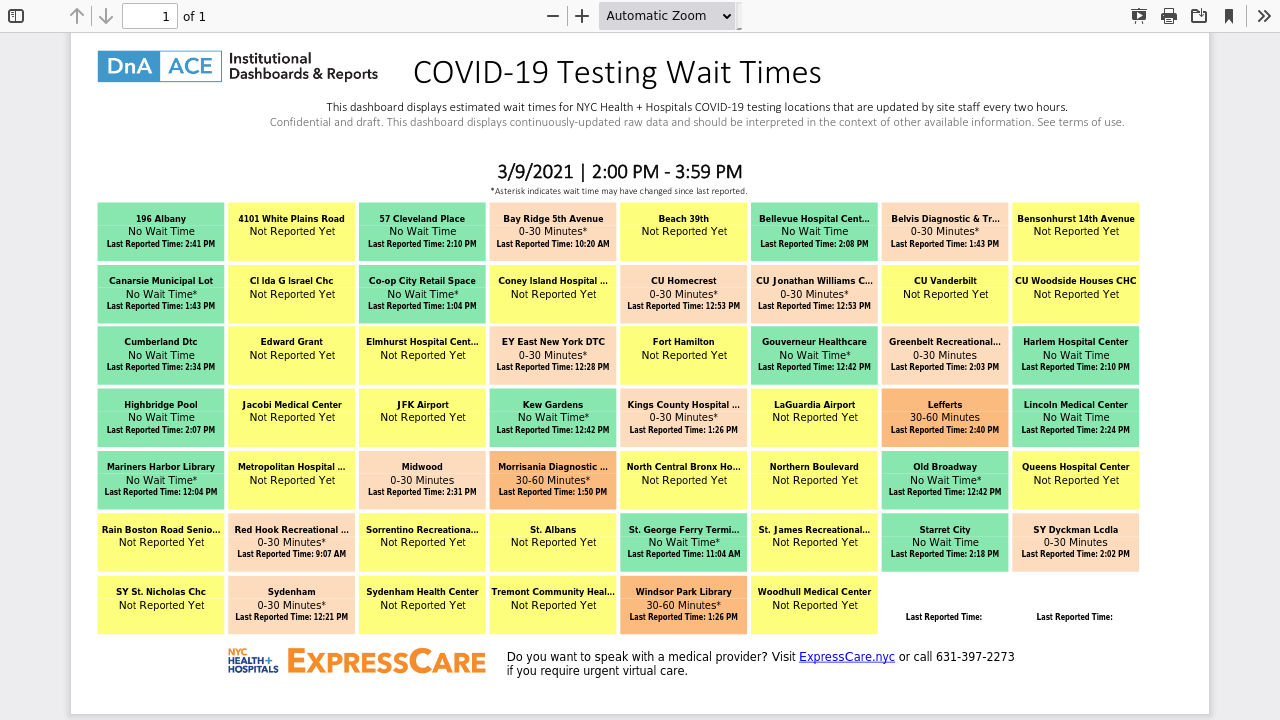 1 of 1
Automatic Zoom
DnA ACE Institutional Dashboards & Reports
COVID-19 Testing Wait Times
This dashboard displays estimated wait times for NYC Health + Hospitals COVID-19 testing locations that are updated by site staff every two hours.
Confidential and draft. This dashboard displays continuously-updated raw data and should be interpreted in the context of other available information. See terms of use.
3/9/2021 | 2:00 PM - 3:59 PM
*Asterisk indicates wait time may have changed since last reported.
196 Albany
No Wait Time
Last Reported Time: 2:41 PM
4101 White Plains Road
Not Reported Yet
57 Cleveland Place
No Wait Time
Last Reported Time: 2:10 PM
Bay Ridge 5th Avenue
0-30 Minutes*
Last Reported Time: 10:20 AM
Beach 39th
Not Reported Yet
Bellevue Hospital Cent...
No Wait Time
Last Reported Time: 2:08 PM
Belvis Diagnostic & Tr...
0-30 Minutes*
Last Reported Time: 1:43 PM
Bensonhurst 14th Avenue
Not Reported Yet
Canarsie Municipal Lot
No Wait Time*
Last Reported Time: 1:43 PM
CI Ida G Israel Chc
Not Reported Yet
Co-op City Retail Space
No Wait Time*
Last Reported Time: 1:04 PM
Coney Island Hospital ...
Not Reported Yet
CU Homecrest
0-30 Minutes*
Last Reported Time: 12:53 PM
CU Jonathan Williams C...
0-30 Minutes*
Last Reported Time: 12:53 PM
CU Vanderbilt
Not Reported Yet
CU Woodside Houses CHC
Not Reported Yet
Cumberland Dtc
No Wait Time
Last Reported Time: 2:34 PM
Edward Grant
Not Reported Yet
Elmhurst Hospital Cent...
Not Reported Yet
EY East New York DTC
0-30 Minutes*
Last Reported Time: 12:28 PM
Fort Hamilton
Not Reported Yet
Gouverneur Healthcare
No Wait Time*
Last Reported Time: 12:42 PM
Greenbelt Recreational...
0-30 Minutes
Last Reported Time: 2:03 PM
Harlem Hospital Center
No Wait Time
Last Reported Time: 2:10 PM
Highbridge Pool
No Wait Time
Last Reported Time: 2:07 PM
Jacobi Medical Center
Not Reported Yet
JFK Airport
Not Reported Yet
Kew Gardens
No Wait Time*
Last Reported Time: 12:42 PM
Kings County Hospital ...
0-30 Minutes*
Last Reported Time: 1:26 PM
LaGuardia Airport
Not Reported Yet
Lefferts
30-60 Minutes
Last Reported Time: 2:40 PM
Lincoln Medical Center
No Wait Time
Last Reported Time: 2:24 PM
Mariners Harbor Library
No Wait Time*
Last Reported Time: 12:04 PM
Metropolitan Hospital ...
Not Reported Yet
Midwood
0-30 Minutes
Last Reported Time: 2:31 PM
Morrisania Diagnostic ...
30-60 Minutes*
Last Reported Time: 1:50 PM
North Central Bronx Ho...
Not Reported Yet
Northern Boulevard
Not Reported Yet
Old Broadway
No Wait Time*
Last Reported Time: 12:42 PM
Queens Hospital Center
Not Reported Yet
Rain Boston Road Senio...
Not Reported Yet
Red Hook Recreational ...
0-30 Minutes*
Last Reported Time: 9:07 AM
Sorrentino Recreationa...
Not Reported Yet
St. Albans
Not Reported Yet
St. George Ferry Termi...
No Wait Time*
Last Reported Time: 11:04 AM
St. James Recreational...
Not Reported Yet
Starret City
No Wait Time
Last Reported Time: 2:18 PM
SY Dyckman Lcdla
0-30 Minutes
Last Reported Time: 2:02 PM
SY St. Nicholas Chc
Not Reported Yet
Sydenham
0-30 Minutes*
Last Reported Time: 12:21 PM
Sydenham Health Center
Not Reported Yet
Tremont Community Heal...
Not Reported Yet
Windsor Park Library
30-60 Minutes*
Last Reported Time: 1:26 PM
Woodhull Medical Center
Not Reported Yet
Last Reported Time:
Last Reported Time:
NYC HEALTH+ HOSPITALS
EXPRESSCARE
Do you want to speak with a medical provider? Visit ExpressCare.nyc or call 631-397-2273
if you require urgent virtual care.